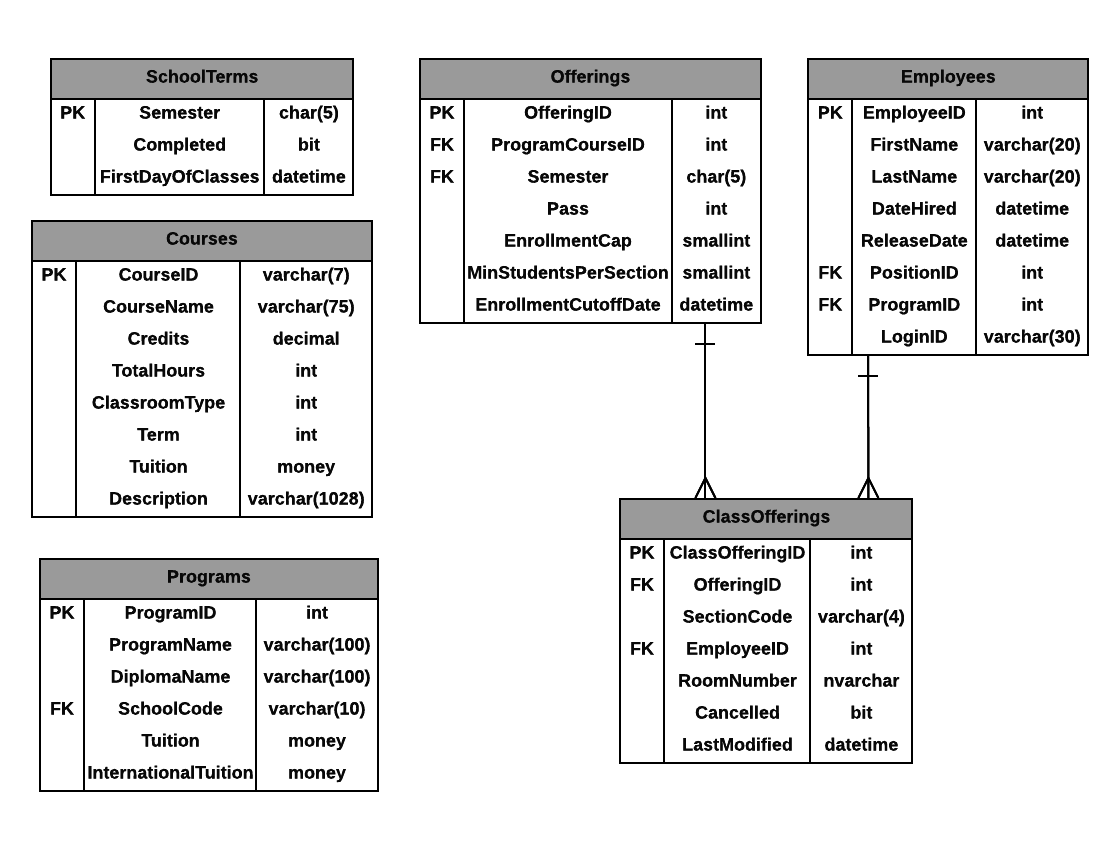 SchoolTerms
PK Semester char(5)
Completed bit
FirstDayOfClasses datetime
Courses
PK CourseID varchar(7)
CourseName varchar(75)
Credits decimal
TotalHours int
ClassroomType int
Term int
Tuition money
Description varchar(1028)
Programs
PK ProgramID int
ProgramName varchar(100)
DiplomaName varchar(100)
FK SchoolCode varchar(10)
Tuition money
InternationalTuition money
Offerings
PK OfferingID int
FK ProgramCourseID int
FK Semester char(5)
Pass int
EnrollmentCap smallint
MinStudentsPerSection smallint
EnrollmentCutoffDate datetime
Employees
PK EmployeeID int
FirstName varchar(20)
LastName varchar(20)
DateHired datetime
ReleaseDate datetime
FK PositionID int
FK ProgramID int
LoginID varchar(30)
ClassOfferings
PK ClassOfferingID int
FK OfferingID int
SectionCode varchar(4)
FK EmployeeID int
RoomNumber nvarchar
Cancelled bit
LastModified datetime